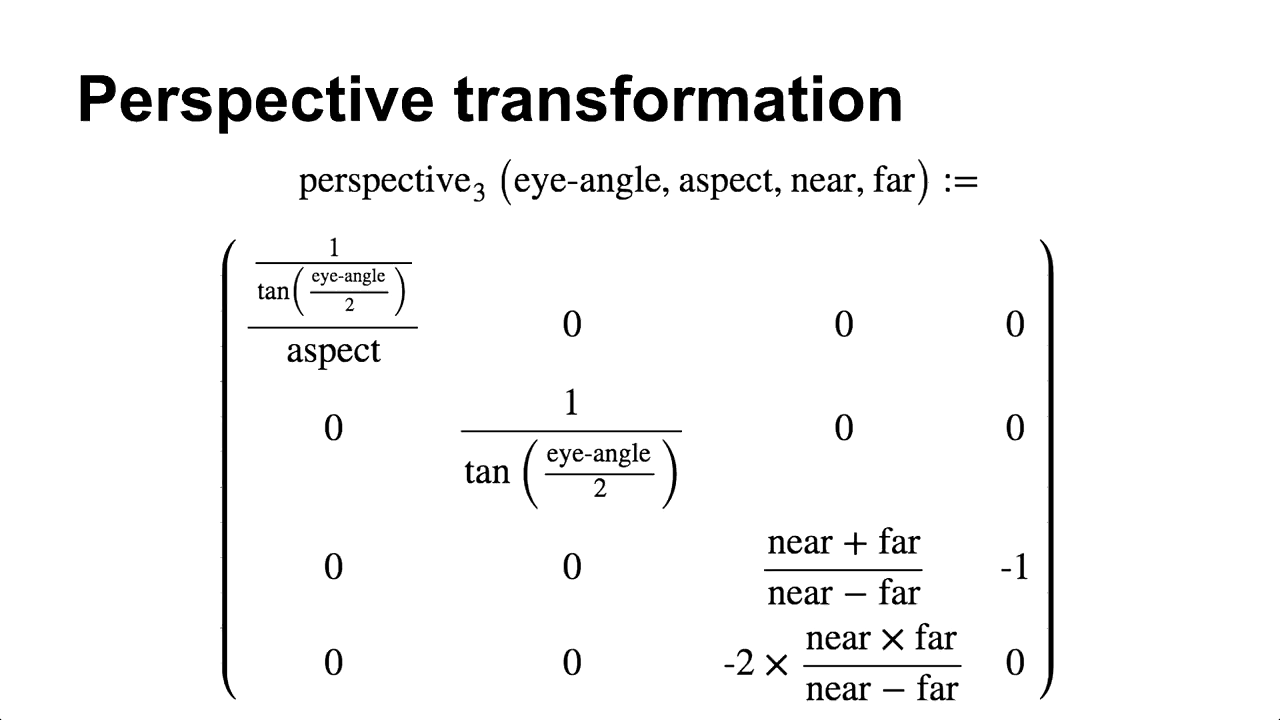 Perspective transformation
perspective₃ (eye-angle, aspect, near, far) :=
1
tan(eye-angle/2)
aspect
0 0 0
0
1
tan (eye-angle/2)
0 0
0 0
near + far
near − far
-1
0 0 -2 ×
near × far
near − far
0